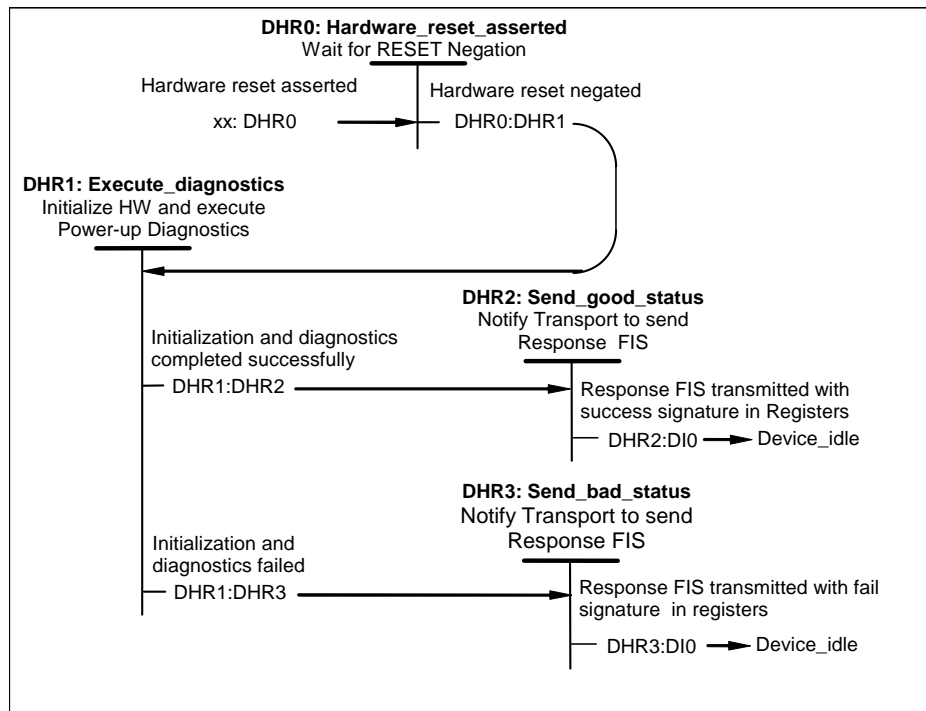 DHR0: Hardware_reset_asserted
Wait for RESET Negation
Hardware reset asserted
Hardware reset negated
xx: DHR0
DHR0:DHR1
DHR1: Execute_diagnostics
Initialize HW and execute
Power-up Diagnostics
DHR2: Send_good_status
Notify Transport to send
Response FIS
Initialization and diagnostics
completed successfully
DHR1:DHR2
Response FIS transmitted with
success signature in Registers
DHR2:DI0
Device_idle
DHR3: Send_bad_status
Notify Transport to send
Response FIS
Initialization and
diagnostics failed
DHR1:DHR3
Response FIS transmitted with fail
signature in registers
DHR3:DI0
Device_idle